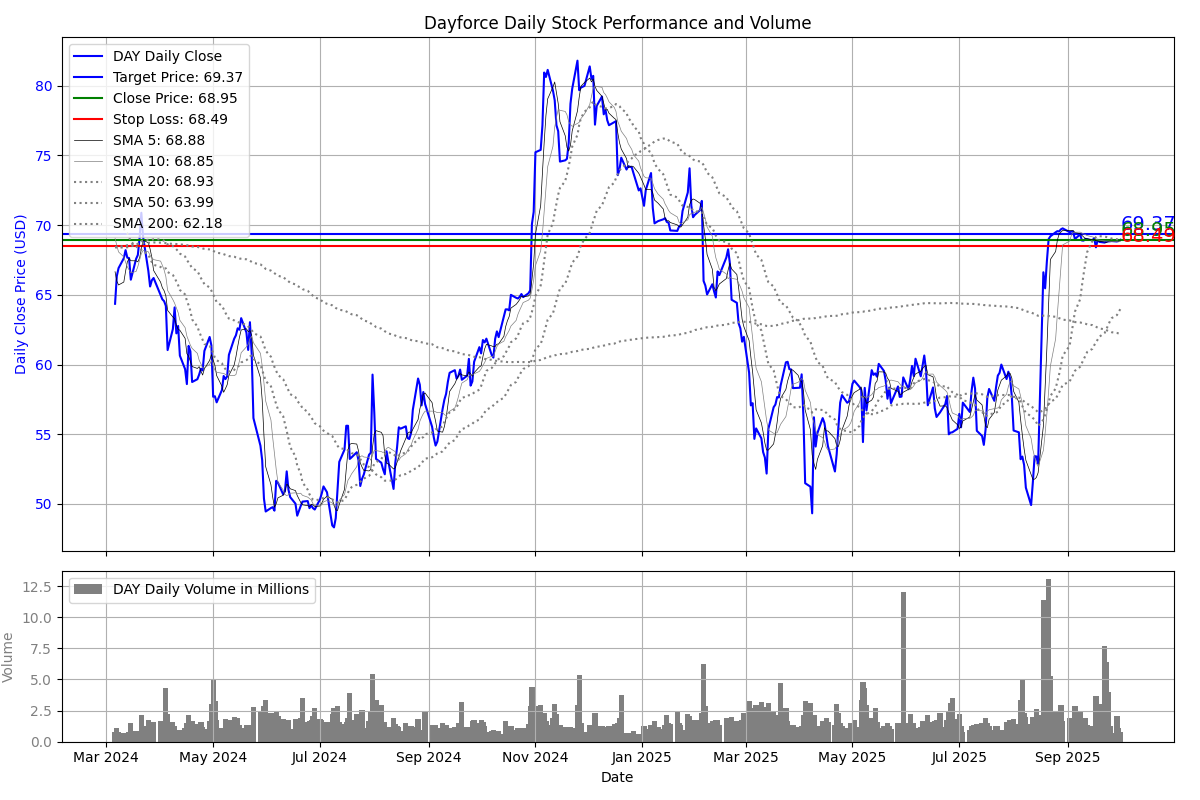 Dayforce Daily Stock Performance and Volume
DAY Daily Close
Target Price: 69.37
Close Price: 68.95
Stop Loss: 68.49
SMA 5: 68.88
SMA 10: 68.85
SMA 20: 68.93
SMA 50: 63.99
SMA 200: 62.18
Daily Close Price (USD)
80
75
70
65
60
55
50
69.37
68.95
68.49
DAY Daily Volume in Millions
Volume
12.5
10.0
7.5
5.0
2.5
0.0
Mar 2024
May 2024
Jul 2024
Sep 2024
Nov 2024
Jan 2025
Mar 2025
May 2025
Jul 2025
Sep 2025
Date